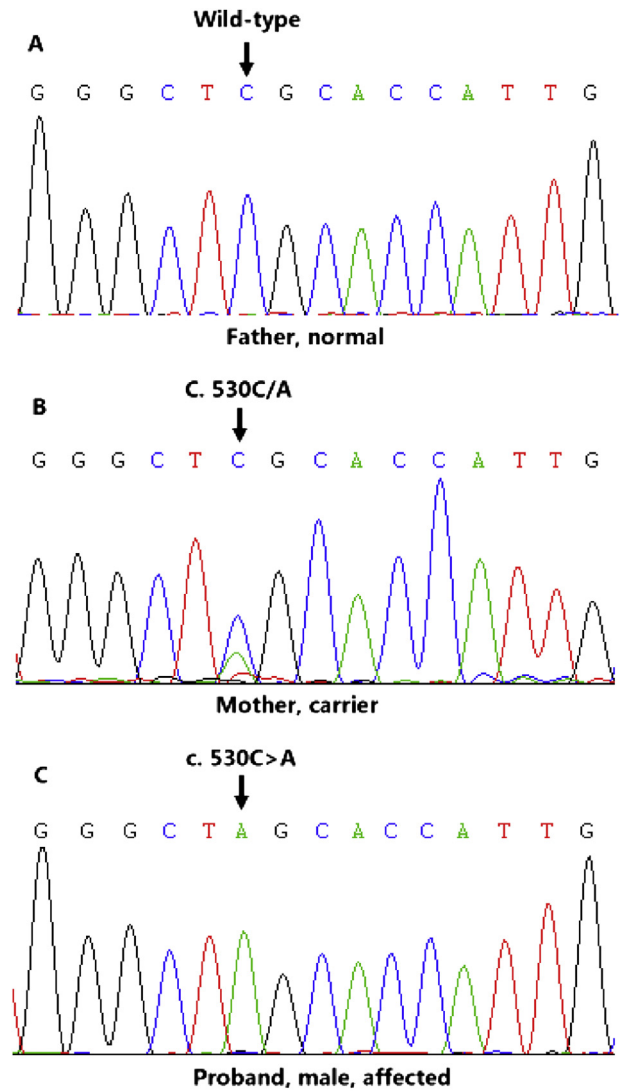 Wild-type
A
G G G C T C G C A C C A T T G
Father, normal
C. 530C/A
B
G G G C T C G C A C C A T T G
Mother, carrier
c. 530C>A
C
G G G C T A G C A C C A T T G
Proband, male, affected